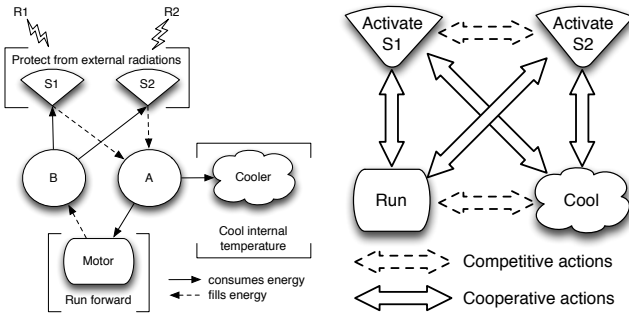 R1
R2
Protect from external radiations
S1
S2
B
A
Cooler
Cool internal
temperature
Motor
Run forward
consumes energy
fills energy
Activate
S1
Activate
S2
Run
Cool
Competitive actions
Cooperative actions